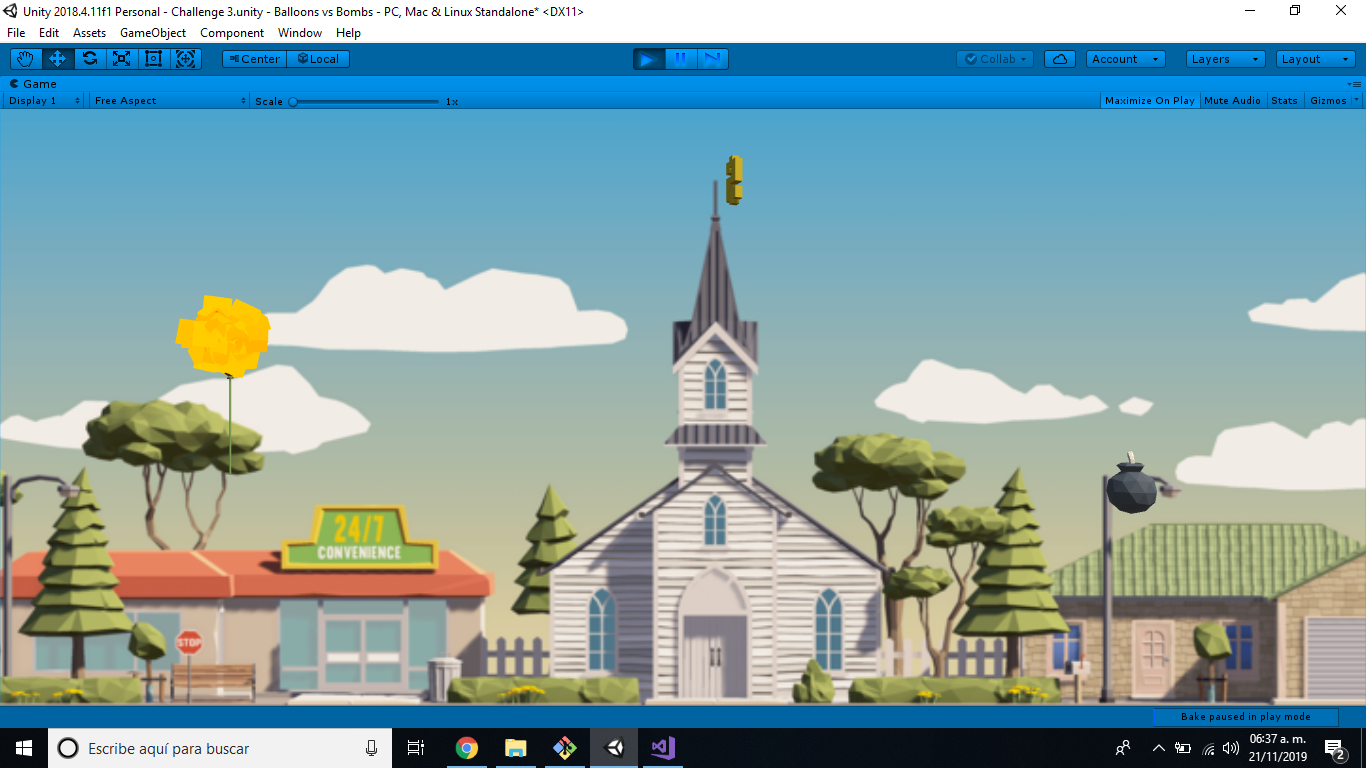 Unity 2018.4.11f1 Personal - Challenge 3.unity - Balloons vs Bombs - PC, Mac & Linux Standalone* <DX11>
File Edit Assets GameObject Component Window Help
Center Local Collab Account Layers Layout
Game
Display 1 Free Aspect Scale 1x Maximize On Play Mute Audio Stats Gizmos
24/7
CONVENIENCE
STOP
Bake paused in play mode
Escribe aquí para buscar
06:37 a. m.
21/11/2019
2